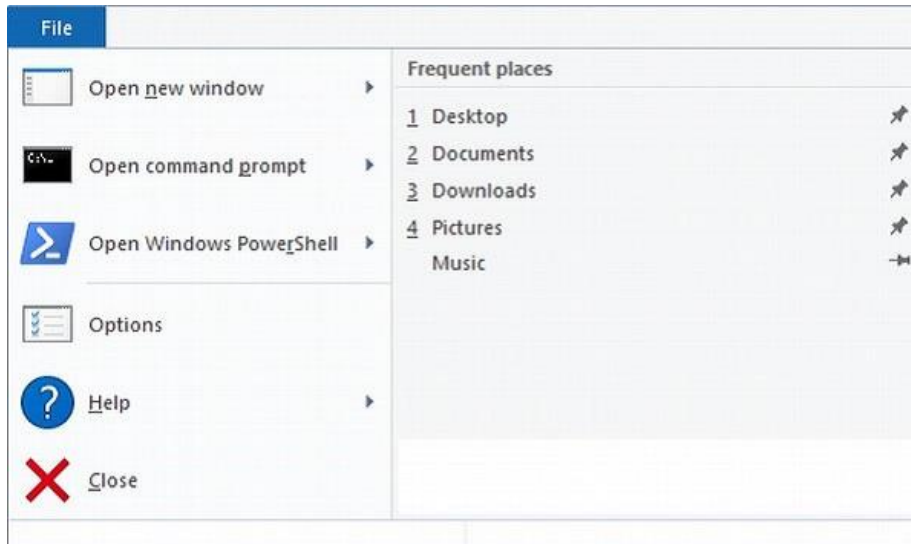 File
Open new window
C:\_
Open command prompt
Open Windows PowerShell
Options
Help
Close
Frequent places
1 Desktop
2 Documents
3 Downloads
4 Pictures
Music